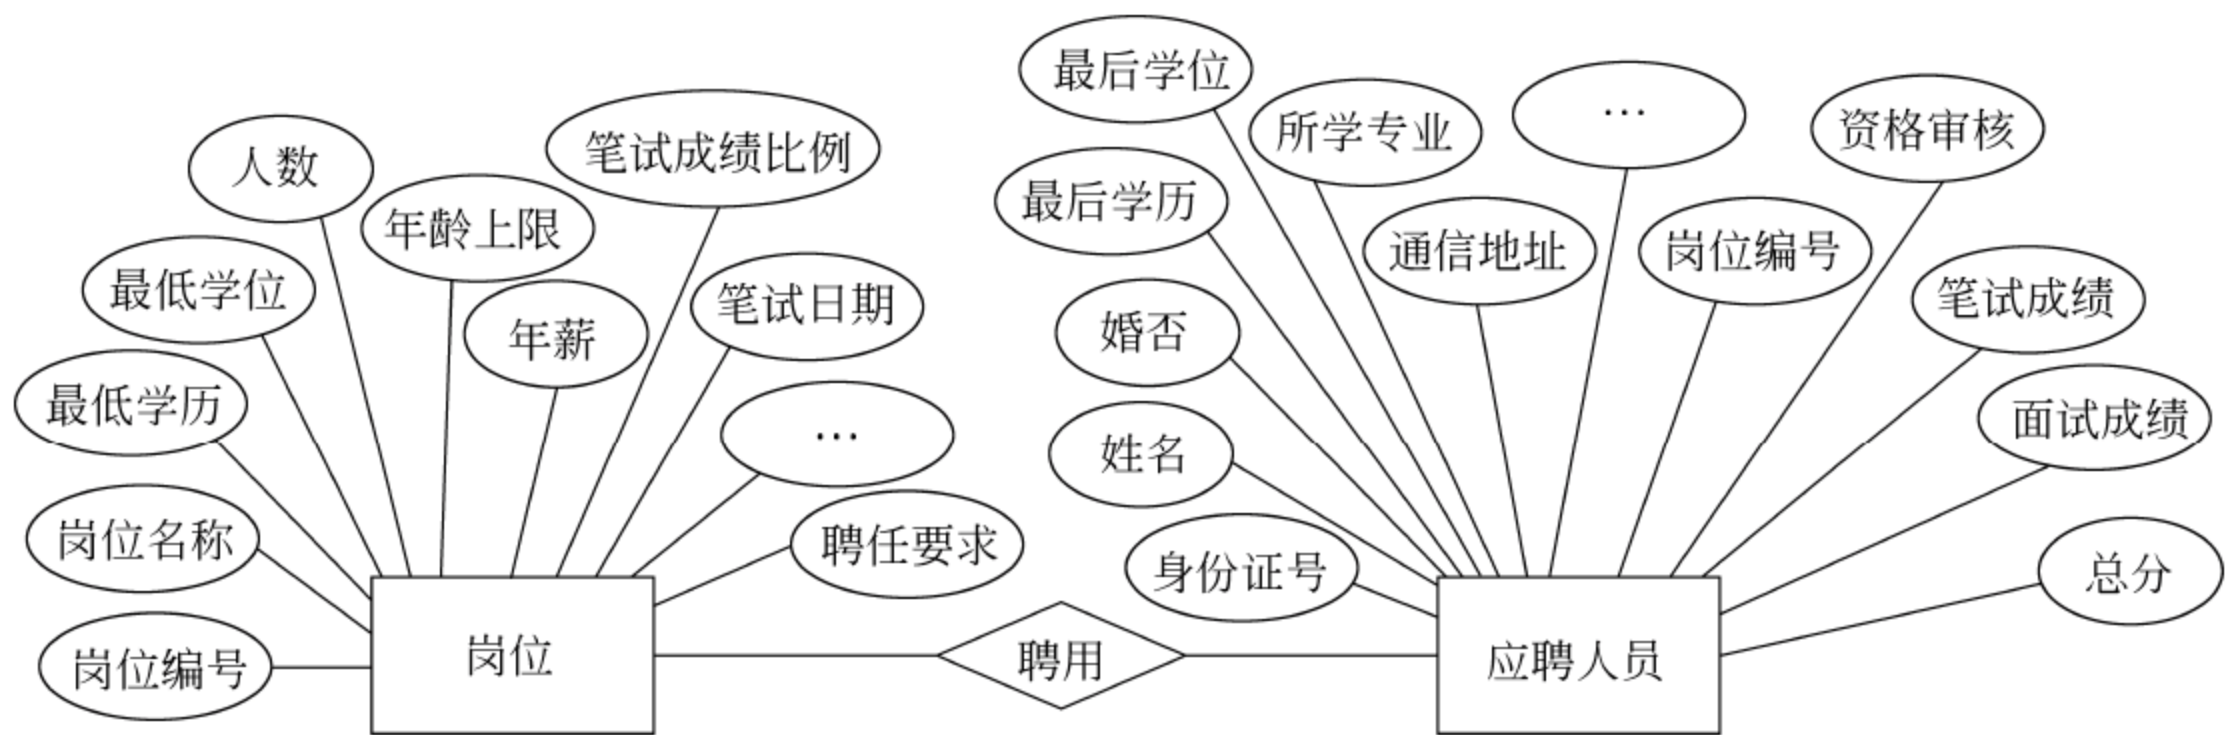 最后学位
人数
笔试成绩比例
所学专业
…
资格审核
年龄上限
最后学历
通信地址
岗位编号
最低学位
年薪
笔试日期
婚否
笔试成绩
最低学历
…
姓名
面试成绩
岗位名称
聘任要求
身份证号
总分
岗位编号
岗位
聘用
应聘人员